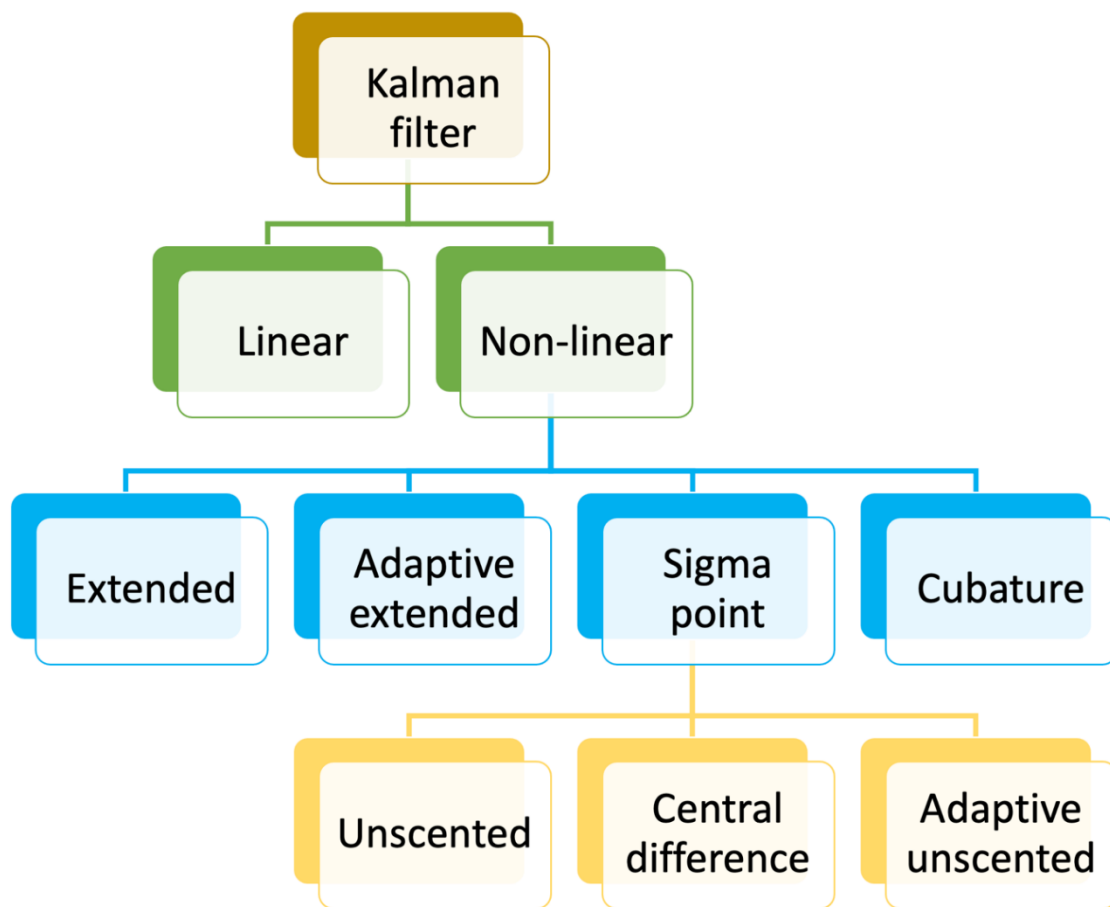 Kalman
filter
Linear
Non-linear
Extended
Adaptive
extended
Sigma
point
Cubature
Unscented
Central
difference
Adaptive
unscented